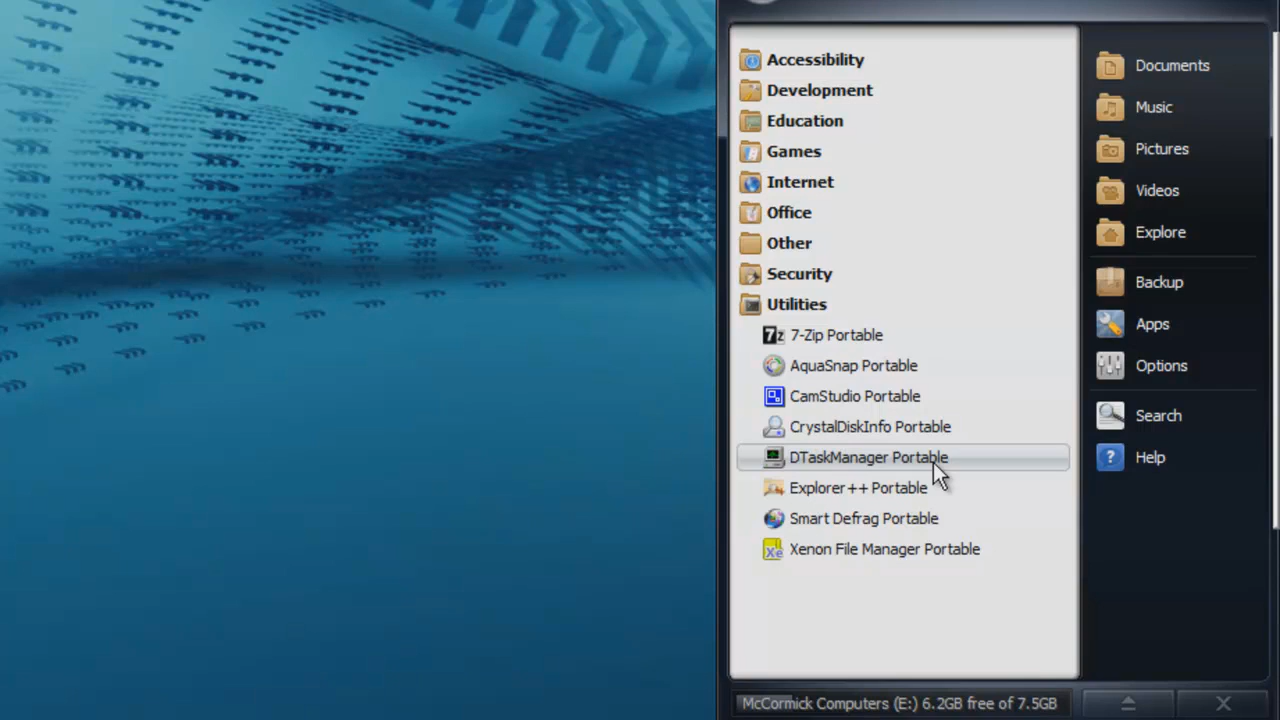 Accessibility
Development
Education
Games
Internet
Office
Other
Security
Utilities
7z 7-Zip Portable
AquaSnap Portable
CamStudio Portable
CrystalDiskInfo Portable
DTaskManager Portable
Explorer++ Portable
Smart Defrag Portable
Xe Xenon File Manager Portable
McCormick Computers (E:) 6.2GB free of 7.5GB
Documents
Music
Pictures
Videos
Explore
Backup
Apps
Options
Search
? Help